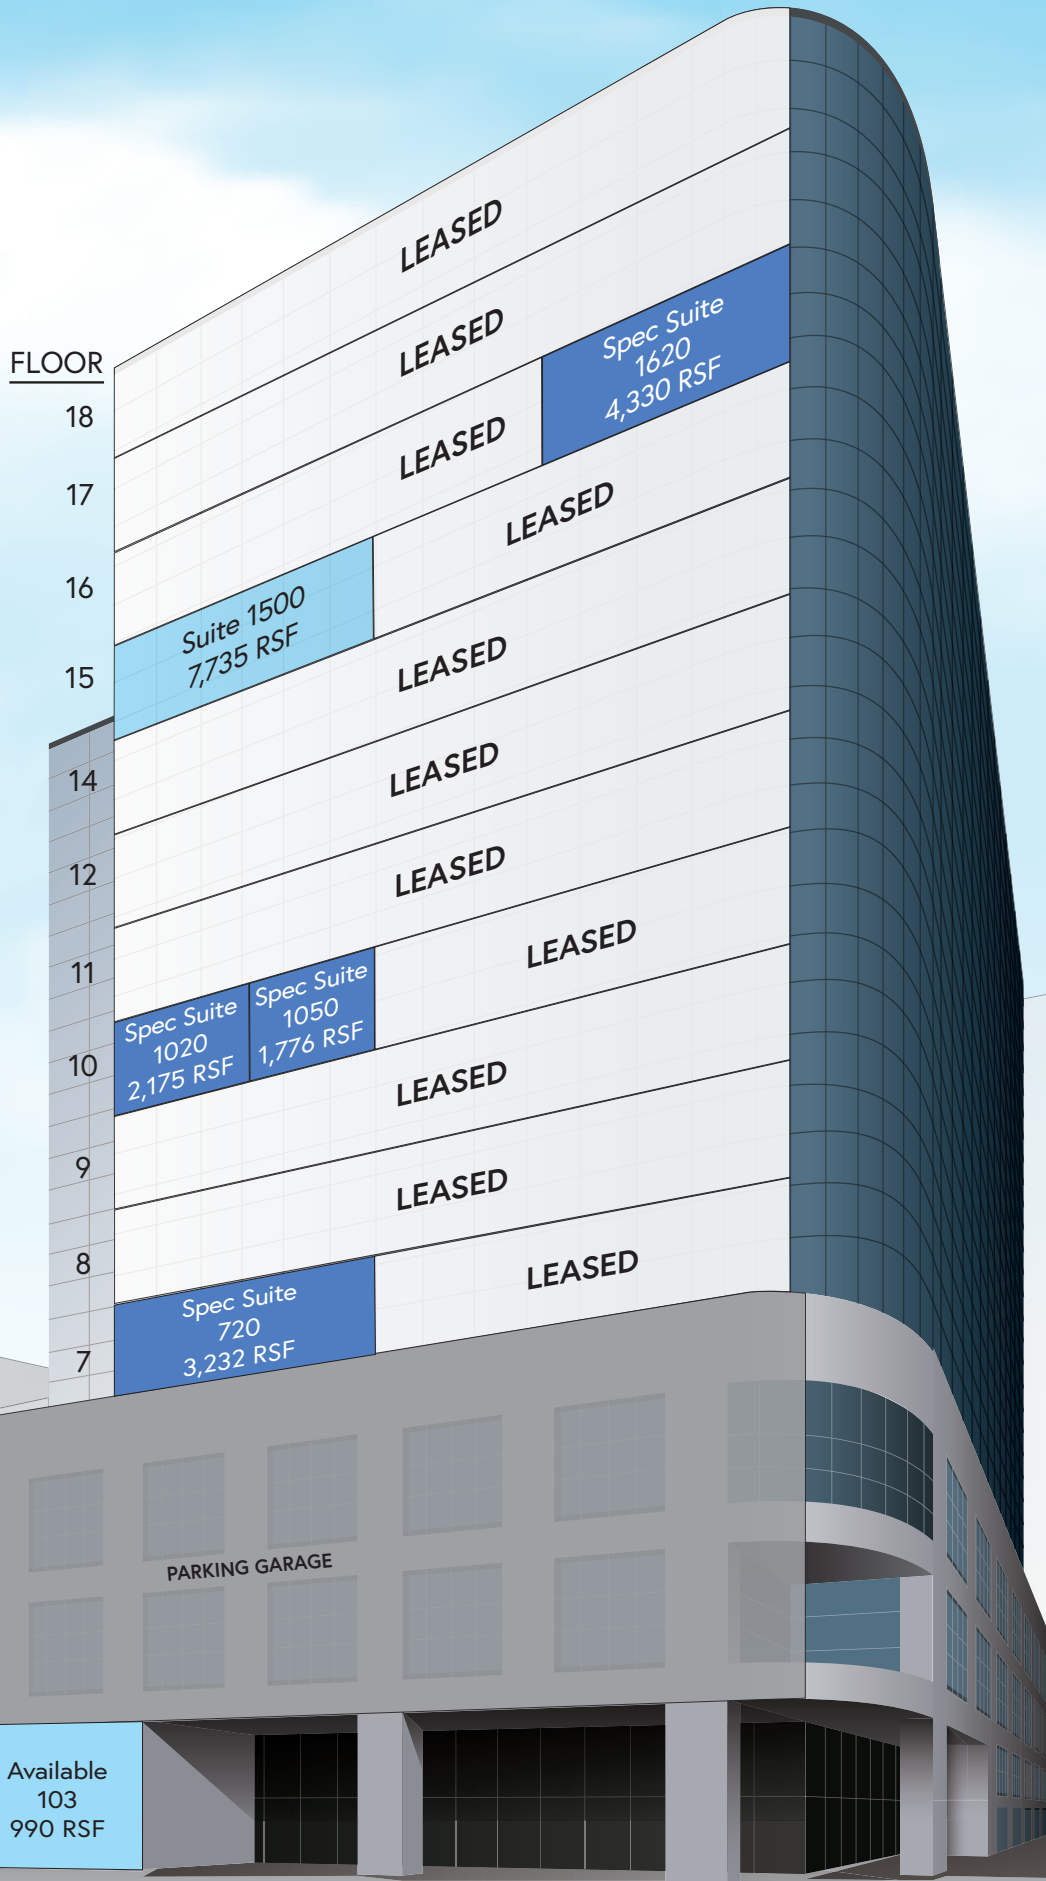 LEASED
LEASED
Spec Suite
1620
4,330 RSF
FLOOR
18
LEASED
17
LEASED
16
Suite 1500
7,735 RSF
15
LEASED
14
LEASED
12
LEASED
11
LEASED
Spec Suite
1020
2,175 RSF
Spec Suite
1050
1,776 RSF
10
LEASED
9
LEASED
8
LEASED
Spec Suite
720
3,232 RSF
7
PARKING GARAGE
Available
103
990 RSF